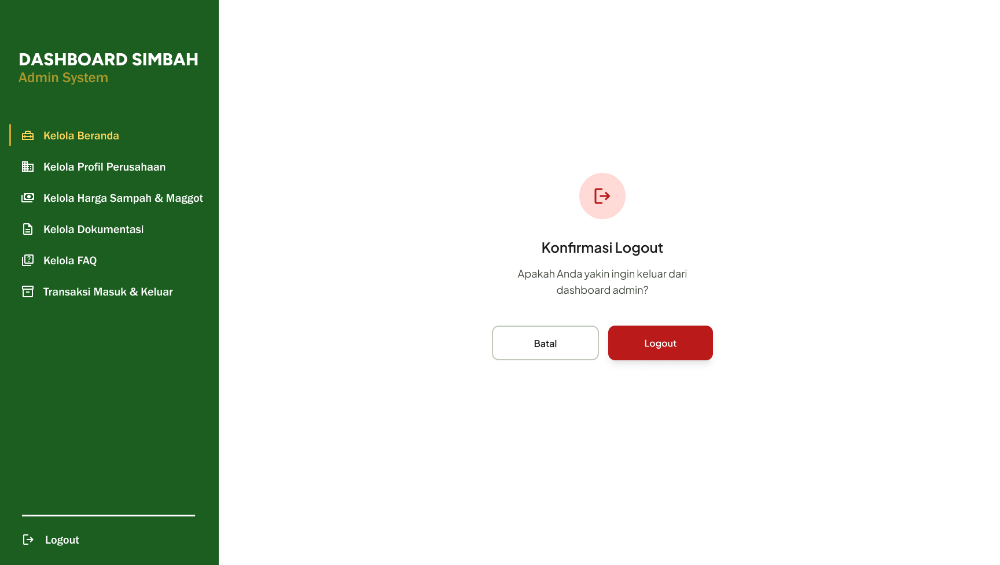 DASHBOARD SIMBAH
Admin System
Kelola Beranda
Kelola Profil Perusahaan
Kelola Harga Sampah & Maggot
Kelola Dokumentasi
Kelola FAQ
Transaksi Masuk & Keluar
Logout
Konfirmasi Logout
Apakah Anda yakin ingin keluar dari
dashboard admin?
Batal
Logout